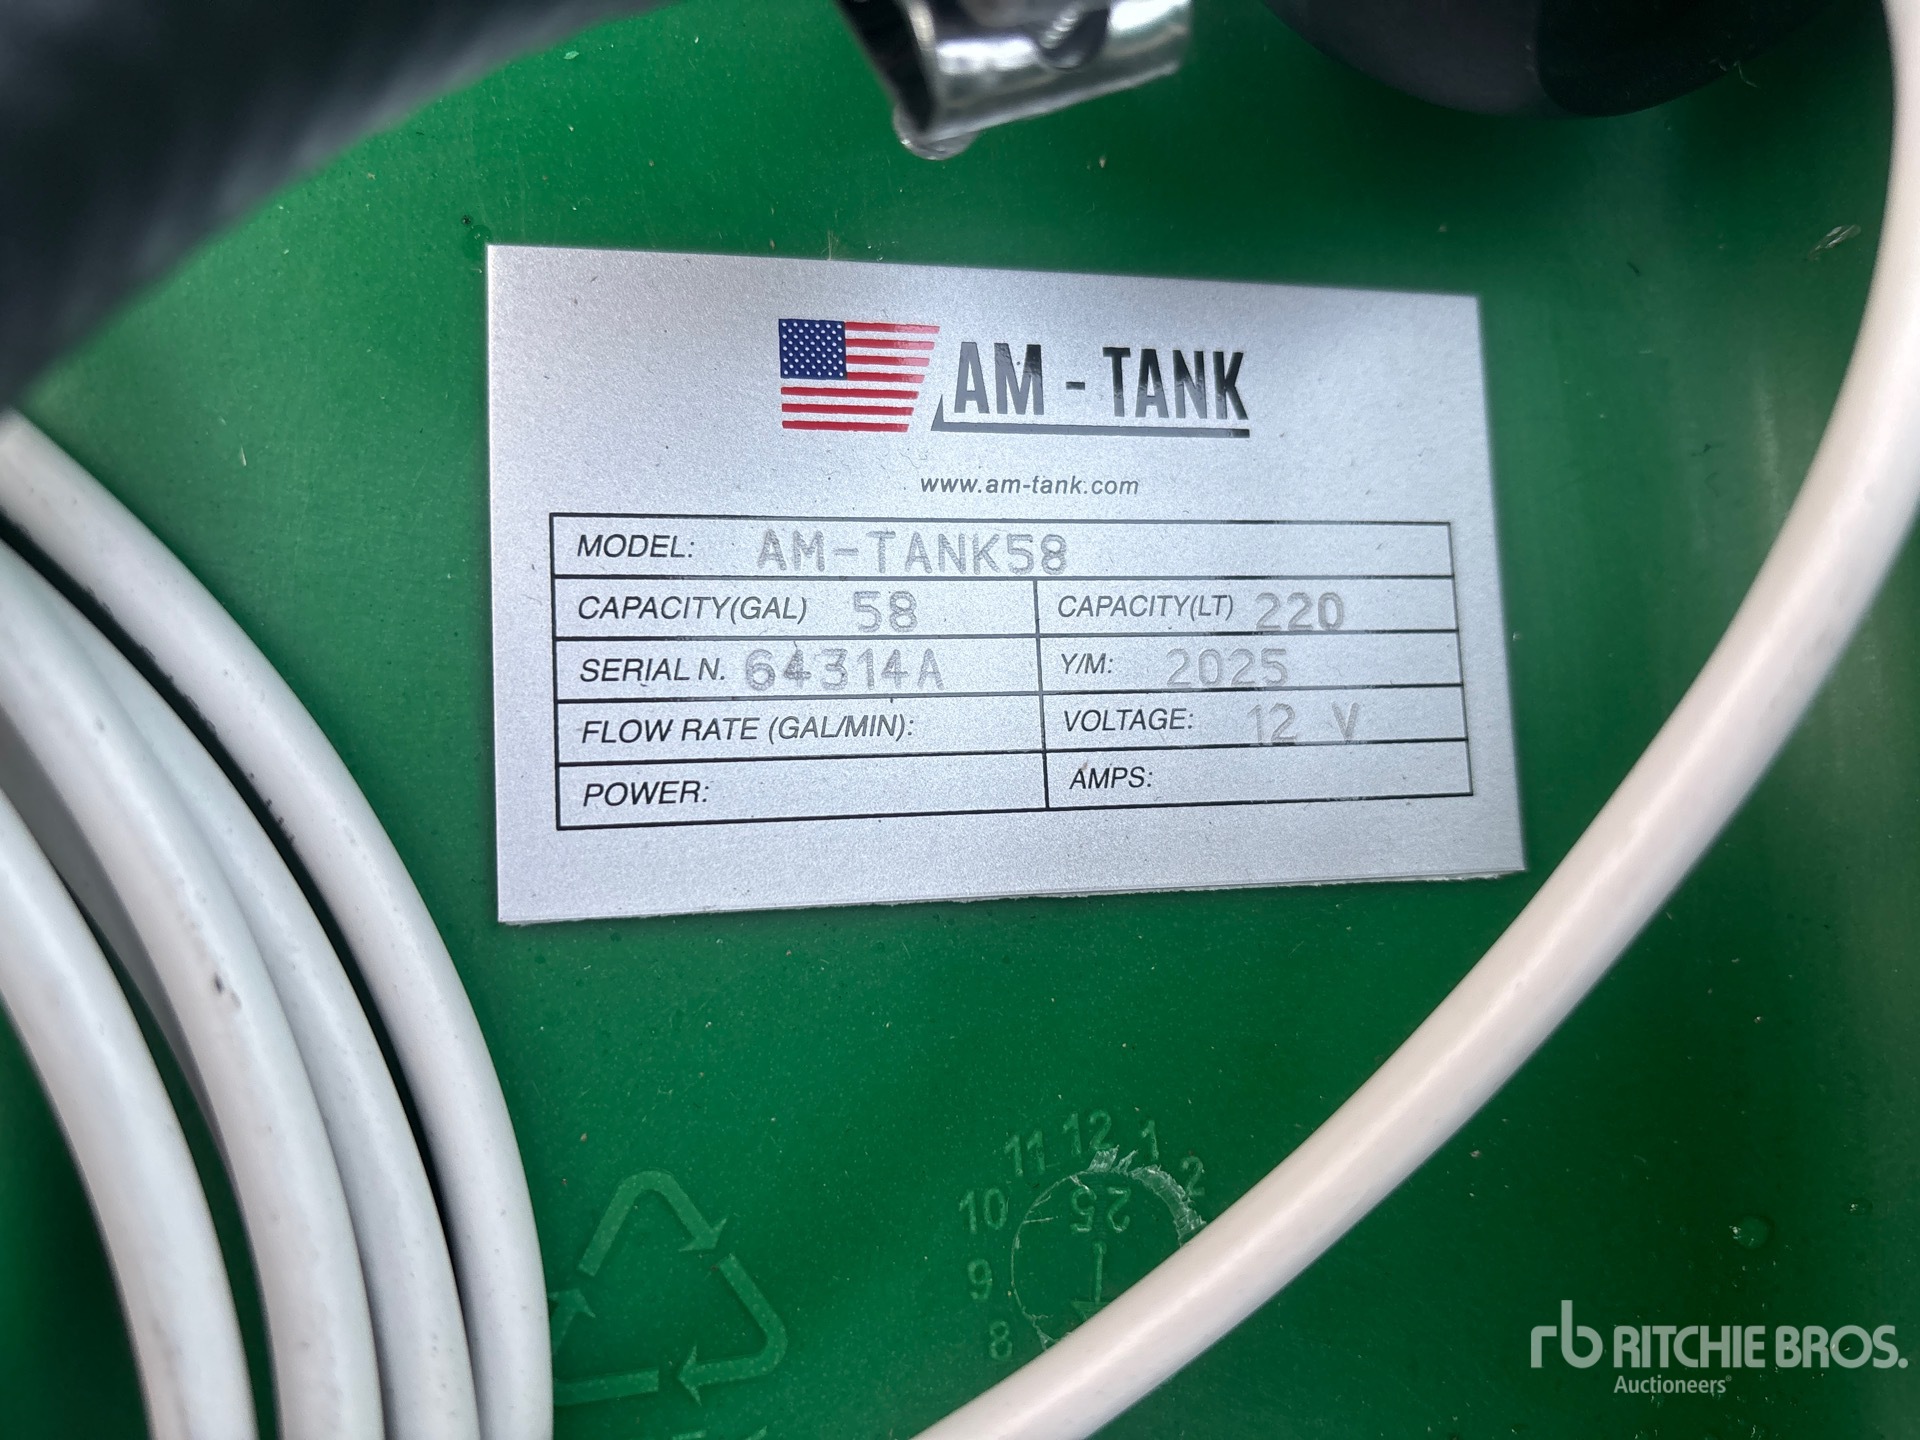 AM - TANK
www.am-tank.com
MODEL: AM-TANK58
CAPACITY(GAL) 58 CAPACITY(LT) 220
SERIAL N. 64314A Y/M: 2025
FLOW RATE (GAL/MIN): VOLTAGE: 12 V
POWER: AMPS:
11 12 1 2
10 25
9
8
rb RITCHIE BROS.
Auctioneers